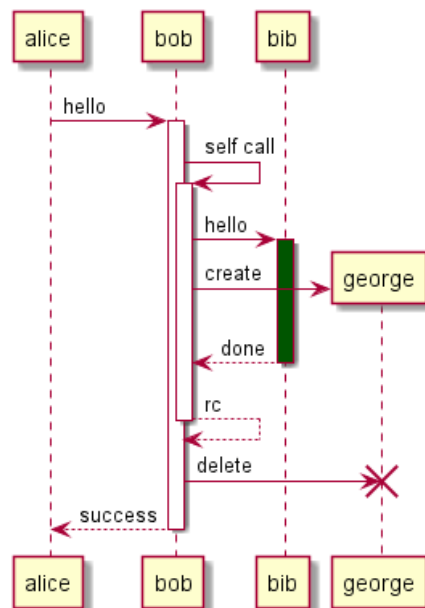 alice bob bib
hello
self call
hello
create
george
done
rc
delete
success
alice bob bib george